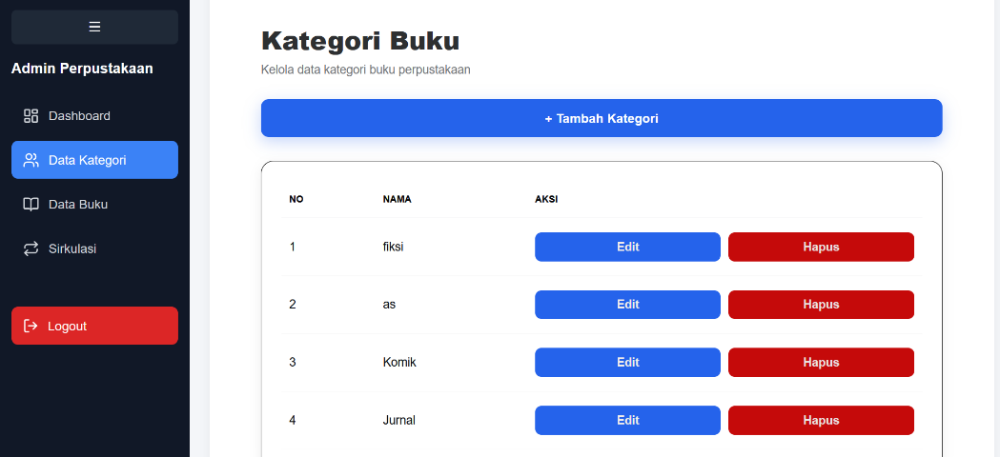 Admin Perpustakaan
Dashboard
Data Kategori
Data Buku
Sirkulasi
Logout
Kategori Buku
Kelola data kategori buku perpustakaan
+ Tambah Kategori
NO NAMA AKSI
1 fiksi Edit Hapus
2 as Edit Hapus
3 Komik Edit Hapus
4 Jurnal Edit Hapus